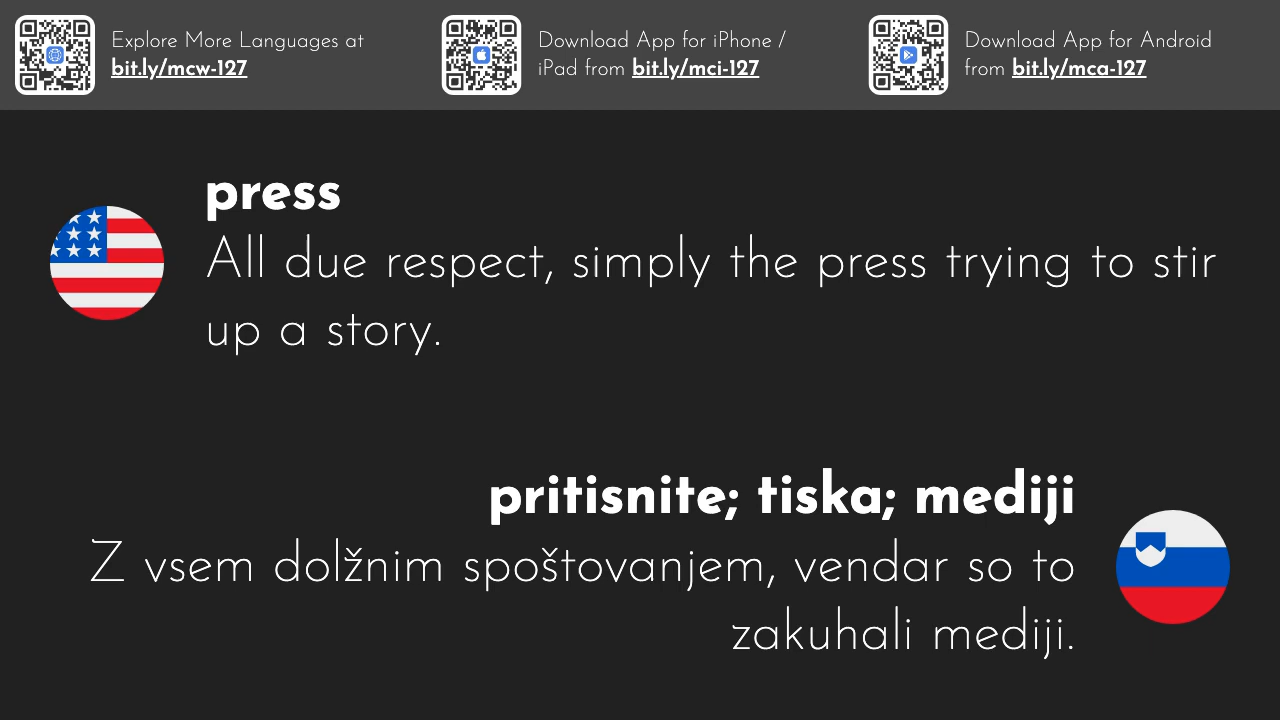 Explore More Languages at
bit.ly/mcw-127
Download App for iPhone /
iPad from bit.ly/mci-127
Download App for Android
from bit.ly/mca-127
press
All due respect, simply the press trying to stir
up a story.
pritisnite; tiska; mediji
Z vsem dolžnim spoštovanjem, vendar so to
zakuhali mediji.